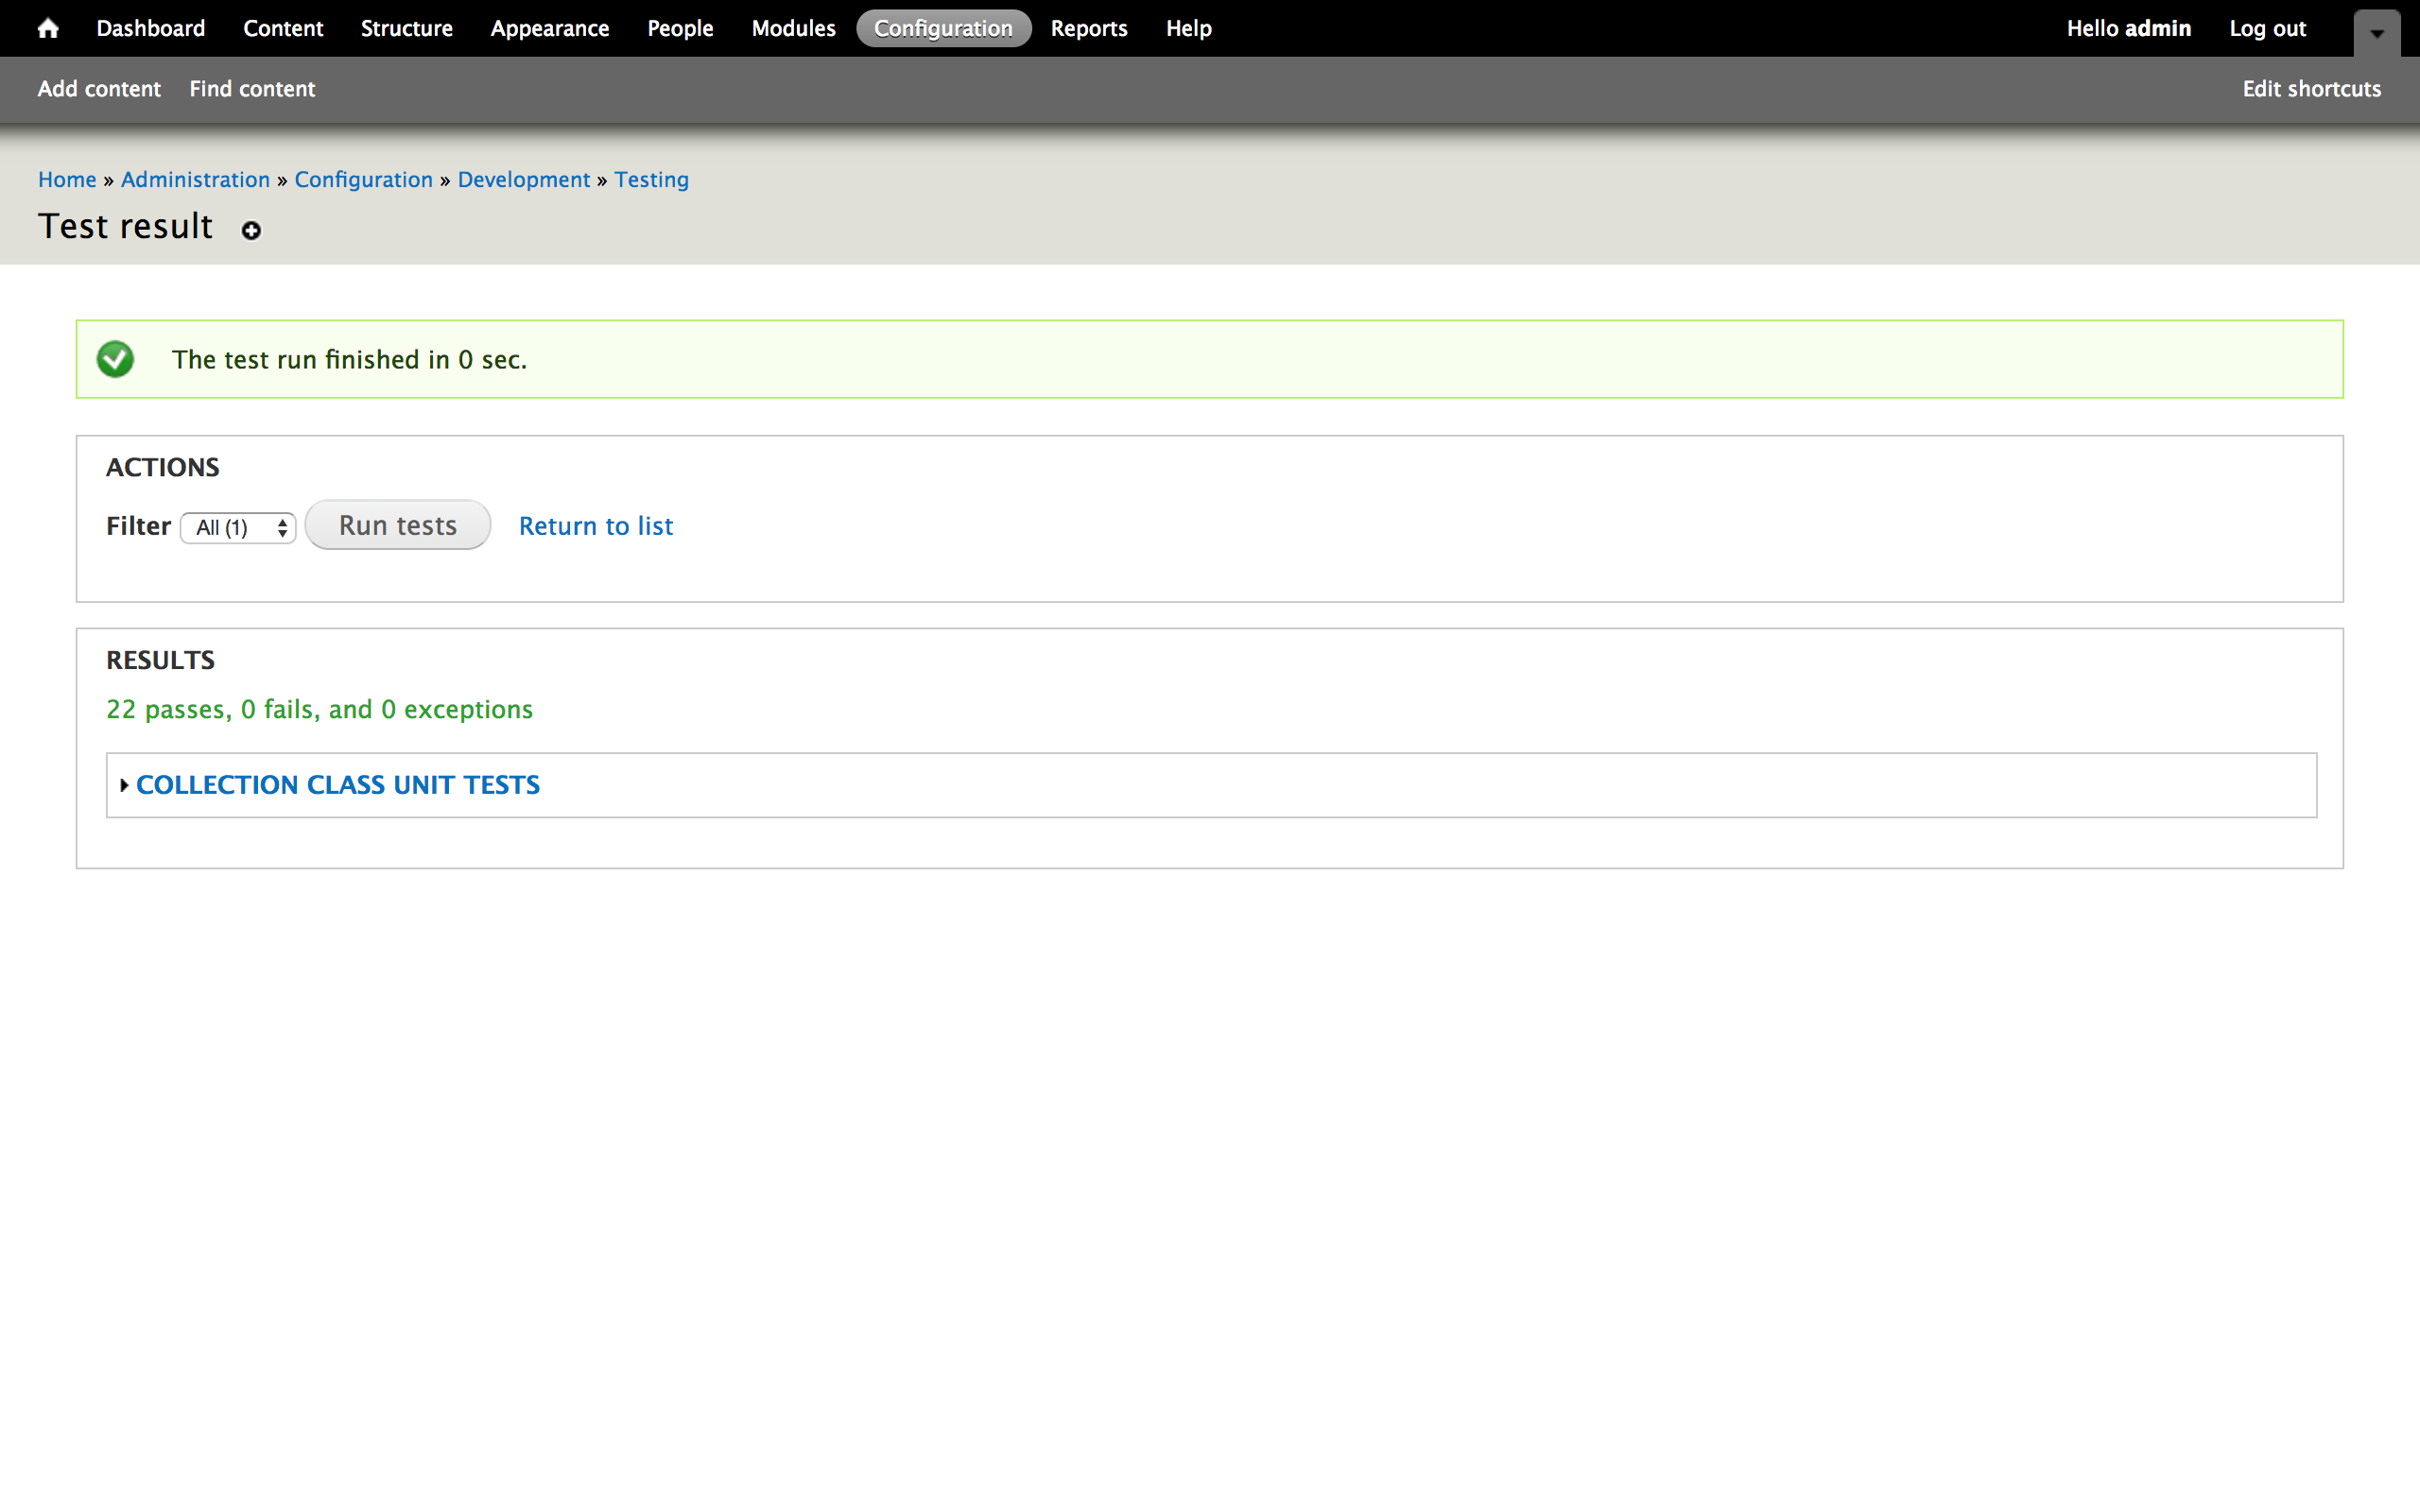 Dashboard Content Structure Appearance People Modules Configuration Reports Help Hello admin Log out
Add content Find content Edit shortcuts
Home » Administration » Configuration » Development » Testing
Test result
The test run finished in 0 sec.
ACTIONS
Filter All (1) Run tests Return to list
RESULTS
22 passes, 0 fails, and 0 exceptions
COLLECTION CLASS UNIT TESTS